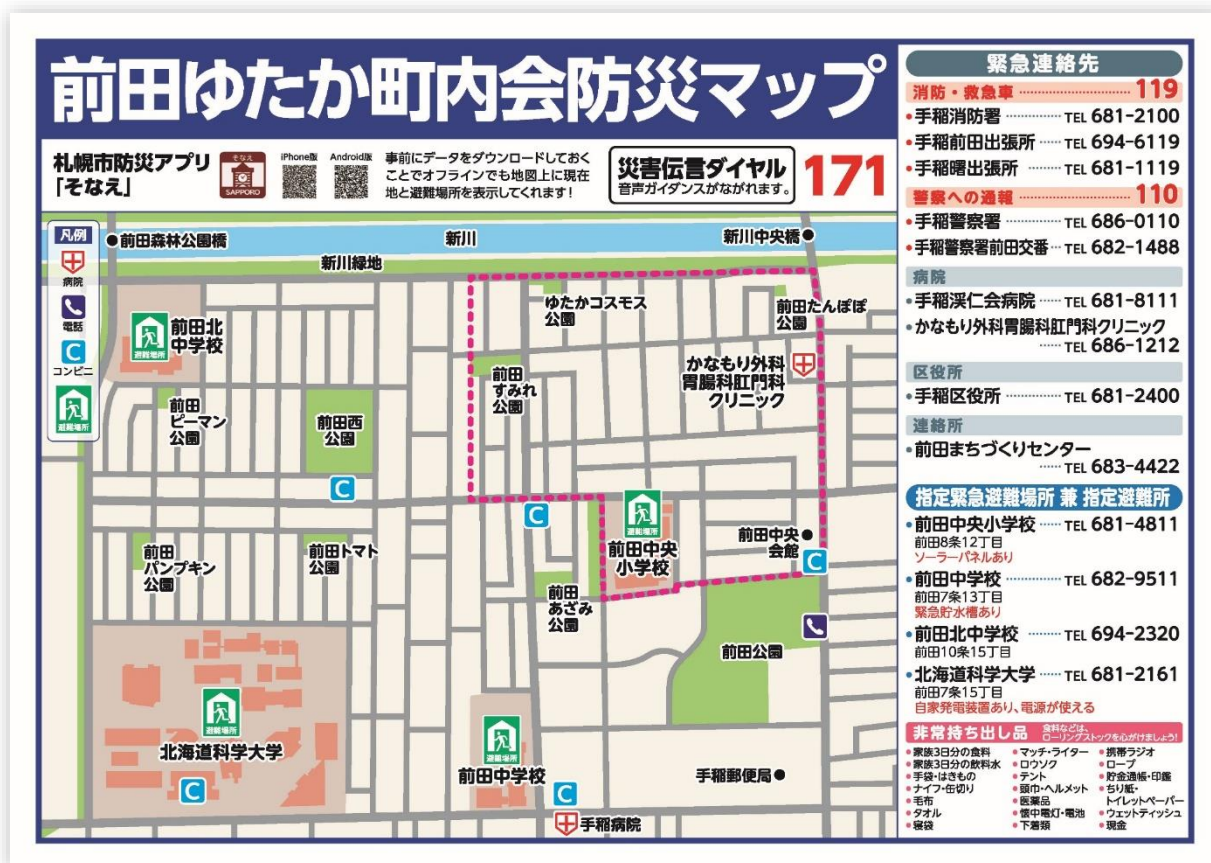 前田ゆたか町内会防災マップ
札幌市防災アプリ
「そなえ」
そなえ
SAPPORO
iPhone版
Android版
事前にデータをダウンロードしておく
ことでオフラインでも地図上に現在
地と避難場所を表示してくれます！
災害伝言ダイヤル
音声ガイダンスがながれます。
171
凡例
病院
電話
C
コンビニ
避難場所
前田森林公園橋
新川
新川中央橋
新川緑地
避難場所
前田北
中学校
ゆたかコスモス
公園
前田たんぽぽ
公園
前田
すみれ
公園
かなもり外科
胃腸科肛門科
クリニック
前田
ピーマン
公園
前田西
公園
C
C
避難場所
前田中央
小学校
前田中央
会館
C
前田
パンプキン
公園
前田トマト
公園
前田
あざみ
公園
前田公園
避難場所
北海道科学大学
C
避難場所
前田中学校
C
手稲病院
手稲郵便局
緊急連絡先
消防・救急車 ………………………… 119
・手稲消防署 ………… TEL 681-2100
・手稲前田出張所 …… TEL 694-6119
・手稲曙出張所 ……… TEL 681-1119
警察への通報 ………………………… 110
・手稲警察署 ………… TEL 686-0110
・手稲警察署前田交番 … TEL 682-1488
病院
・手稲渓仁会病院 …… TEL 681-8111
・かなもり外科胃腸科肛門科クリニック
…… TEL 686-1212
区役所
・手稲区役所 ………… TEL 681-2400
連絡所
・前田まちづくりセンター
…… TEL 683-4422
指定緊急避難場所 兼 指定避難所
・前田中央小学校 …… TEL 681-4811
前田8条12丁目
ソーラーパネルあり
・前田中学校 ………… TEL 682-9511
前田7条13丁目
緊急貯水槽あり
・前田北中学校 ……… TEL 694-2320
前田10条15丁目
・北海道科学大学 …… TEL 681-2161
前田7条15丁目
自家発電装置あり、電源が使える
非常持ち出し品
食料などは、
ローリングストックを心がけましょう!
・家族3日分の食料
・家族3日分の飲料水
・手袋・はきもの
・ナイフ・缶切り
・毛布
・タオル
・寝袋
・マッチ・ライター
・ロウソク
・テント
・頭巾・ヘルメット
・医薬品
・懐中電灯・電池
・下着類
・携帯ラジオ
・ロープ
・貯金通帳・印鑑
・ちり紙・
トイレットペーパー
・ウェットティッシュ
・現金